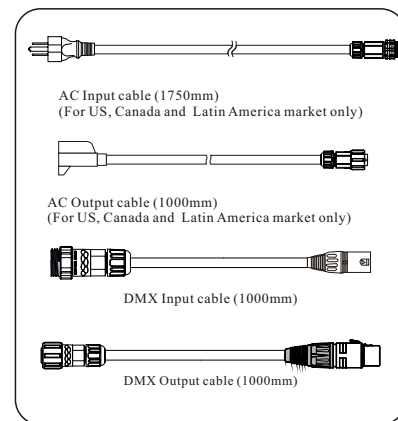 AC Input cable (1750mm)
(For US, Canada and Latin America market only)
AC Output cable (1000mm)
(For US, Canada and Latin America market only)
DMX Input cable (1000mm)
DMX Output cable (1000mm)